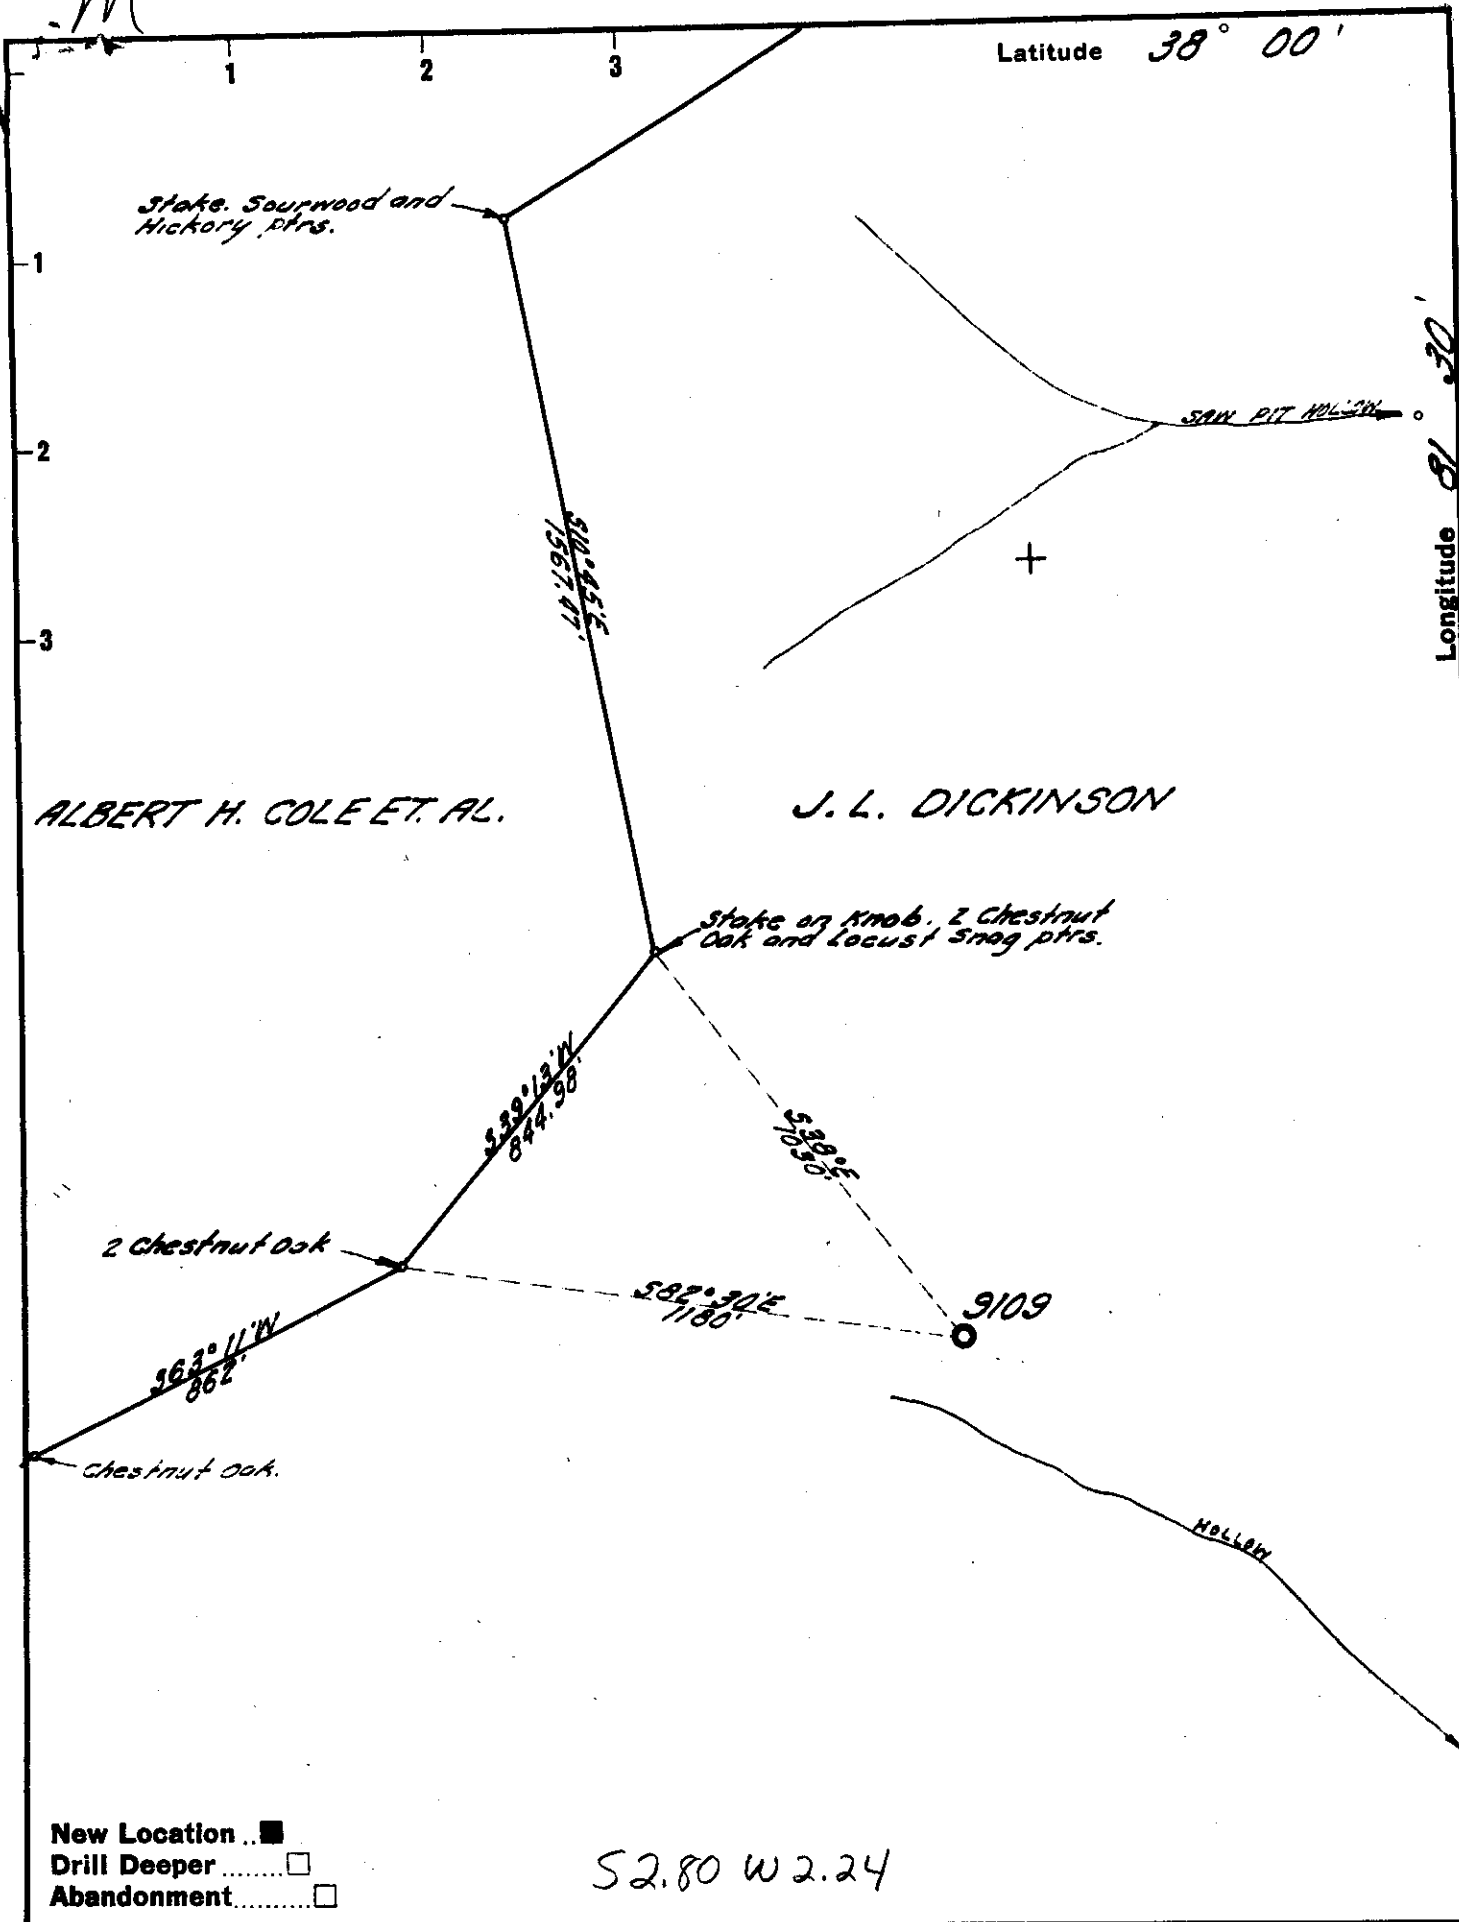 Latitude 38° 00'
1 2 3
Stake. Sourwood and
Hickory ptrs.
1
2
3
Longitude 81° 30'
SAW PIT HOLLOW
S10°45'E
1567.47'
ALBERT H. COLE ET. AL.
J. L. DICKINSON
Stake on Knob. 2 Chestnut
Oak and Locust Snag ptrs.
S39°13'W
844.98'
S38°E
1030'
2 Chestnut Oak
S82°30'E
1180'
9109
S63°11'W
862'
Chestnut Oak.
HOLLOW
New Location
Drill Deeper
Abandonment
S2.80 W2.24